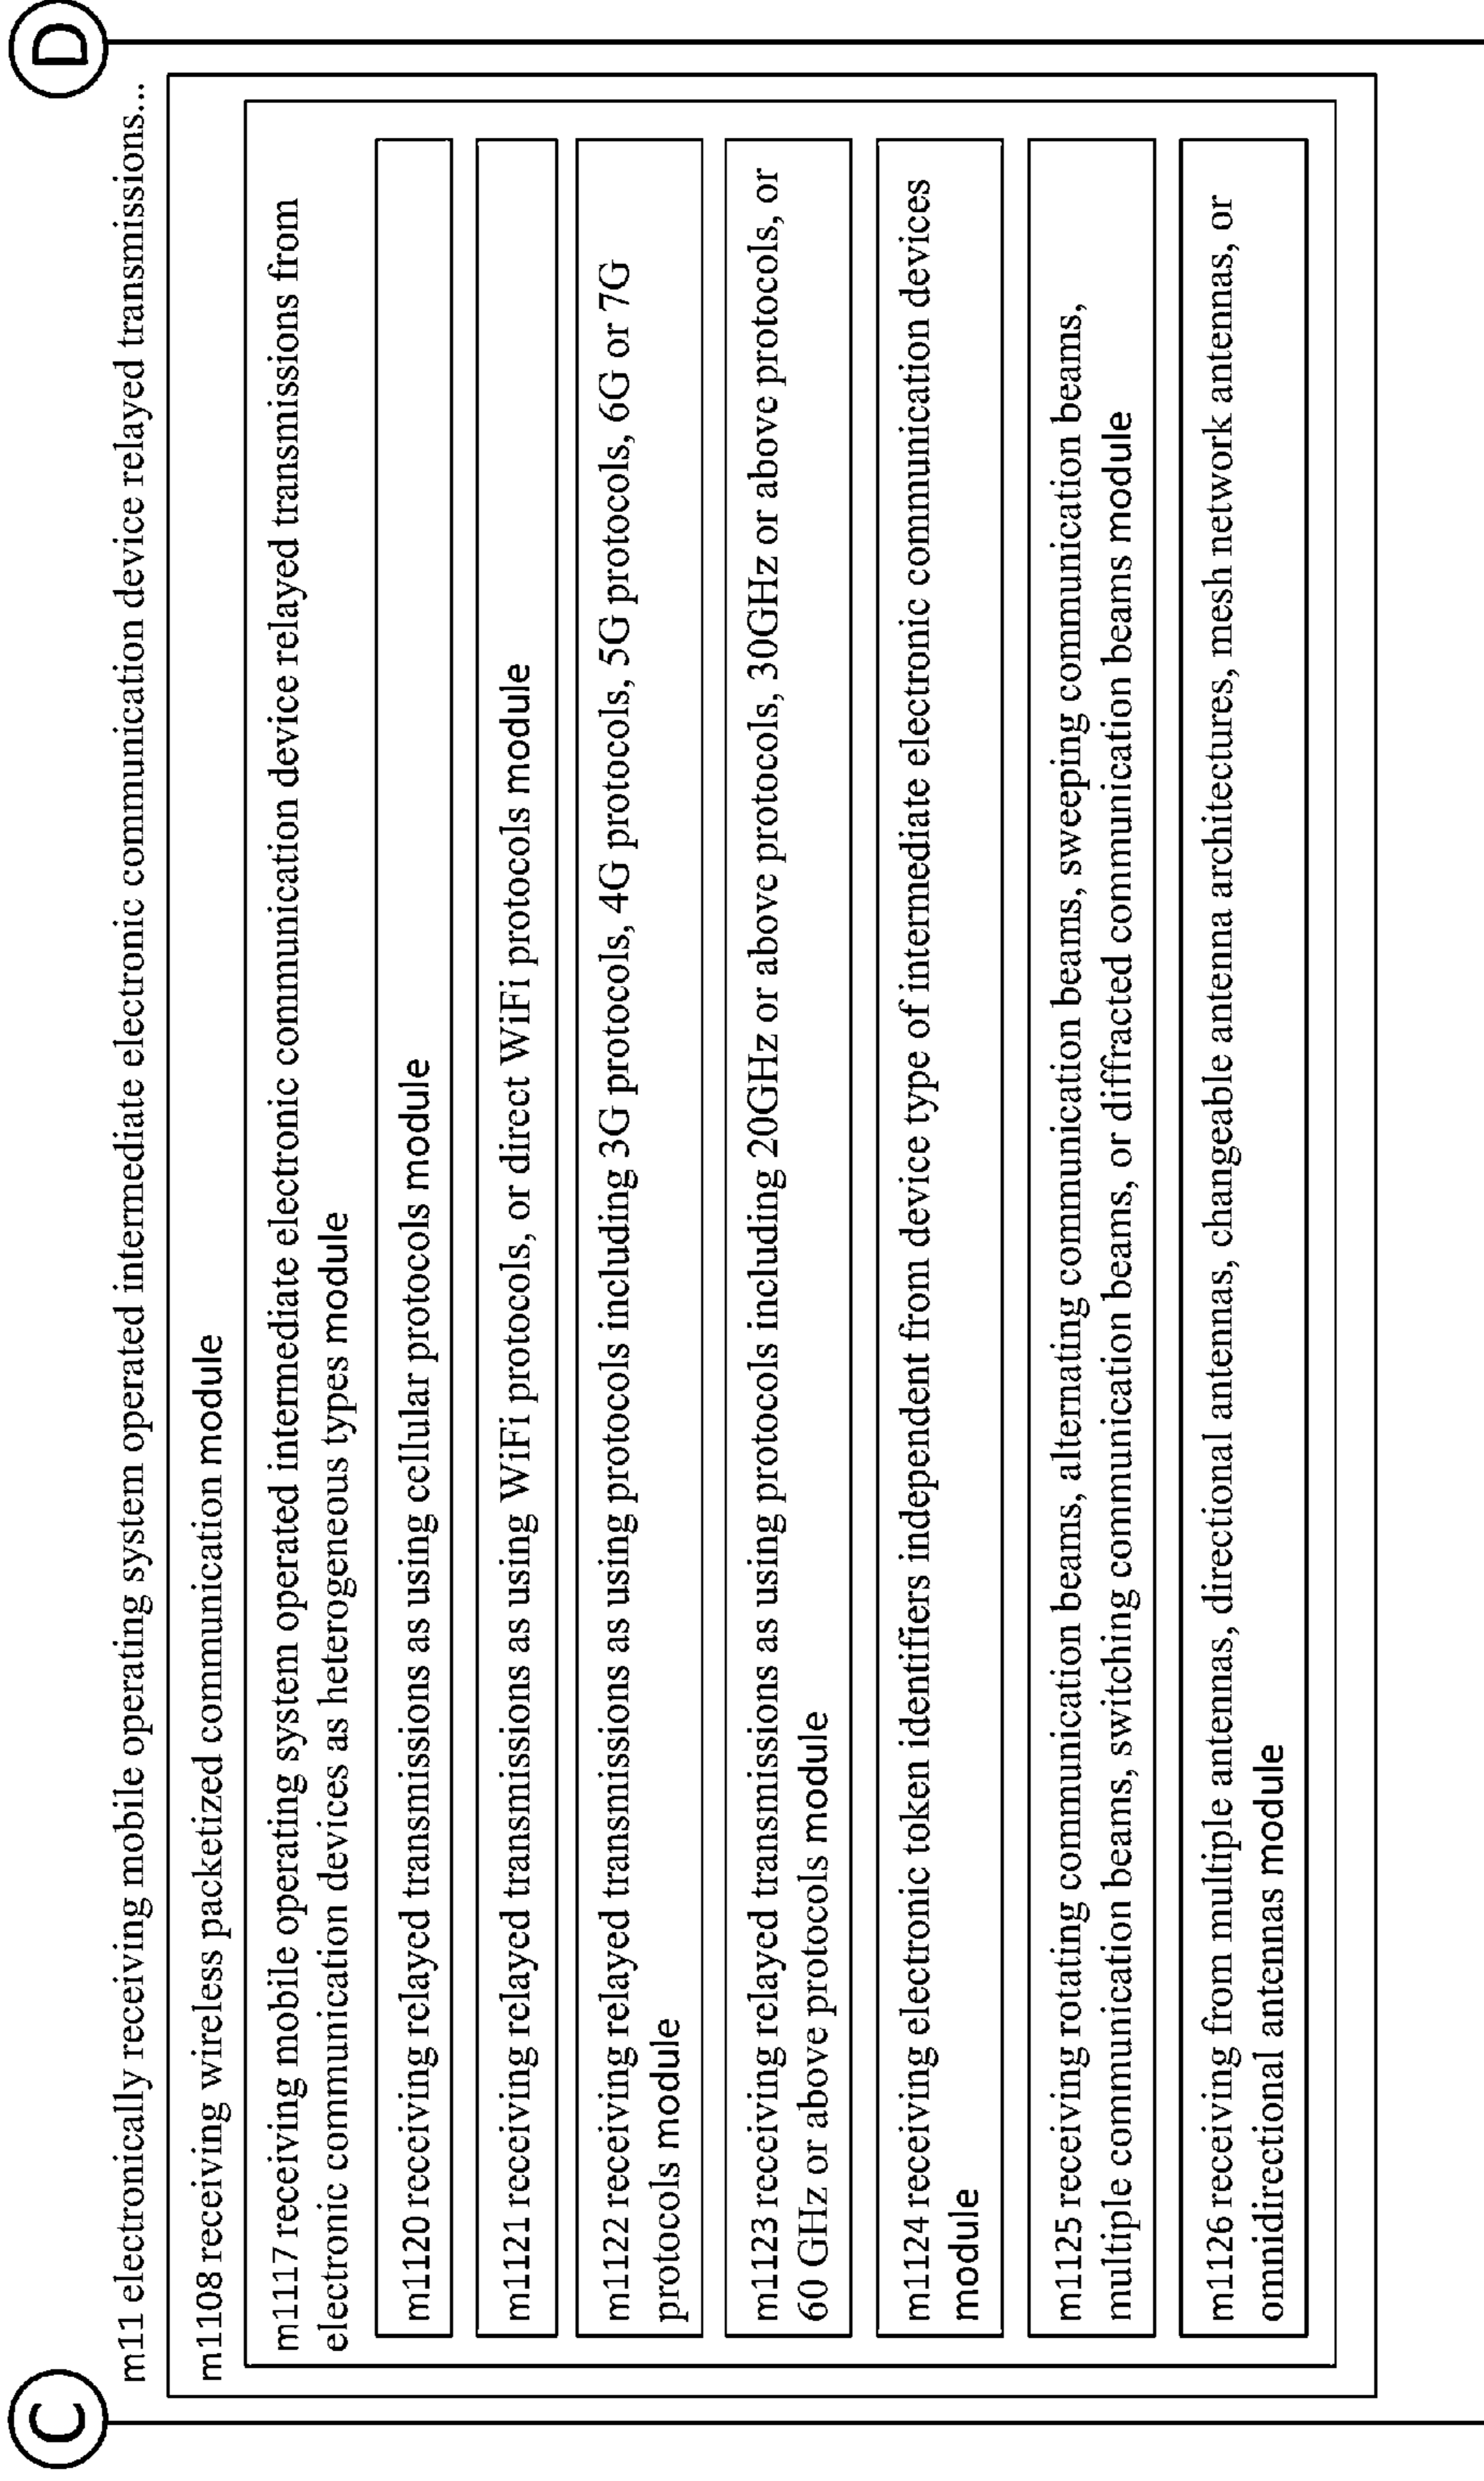 C
D
m11 electronically receiving mobile operating system operated intermediate electronic communication device relayed transmissions...
m1108 receiving wireless packetized communication module
m1117 receiving mobile operating system operated intermediate electronic communication device relayed transmissions from
electronic communication devices as heterogeneous types module
m1120 receiving relayed transmissions as using cellular protocols module
m1121 receiving relayed transmissions as using WiFi protocols, or direct WiFi protocols module
m1122 receiving relayed transmissions as using protocols including 3G protocols, 4G protocols, 5G protocols, 6G or 7G
protocols module
m1123 receiving relayed transmissions as using protocols including 20GHz or above protocols, 30GHz or above protocols, or
60 GHz or above protocols module
m1124 receiving electronic token identifiers independent from device type of intermediate electronic communication devices
module
m1125 receiving rotating communication beams, alternating communication beams, sweeping communication beams,
multiple communication beams, switching communication beams, or diffracted communication beams module
m1126 receiving from multiple antennas, directional antennas, changeable antenna architectures, mesh network antennas, or
omnidirectional antennas module